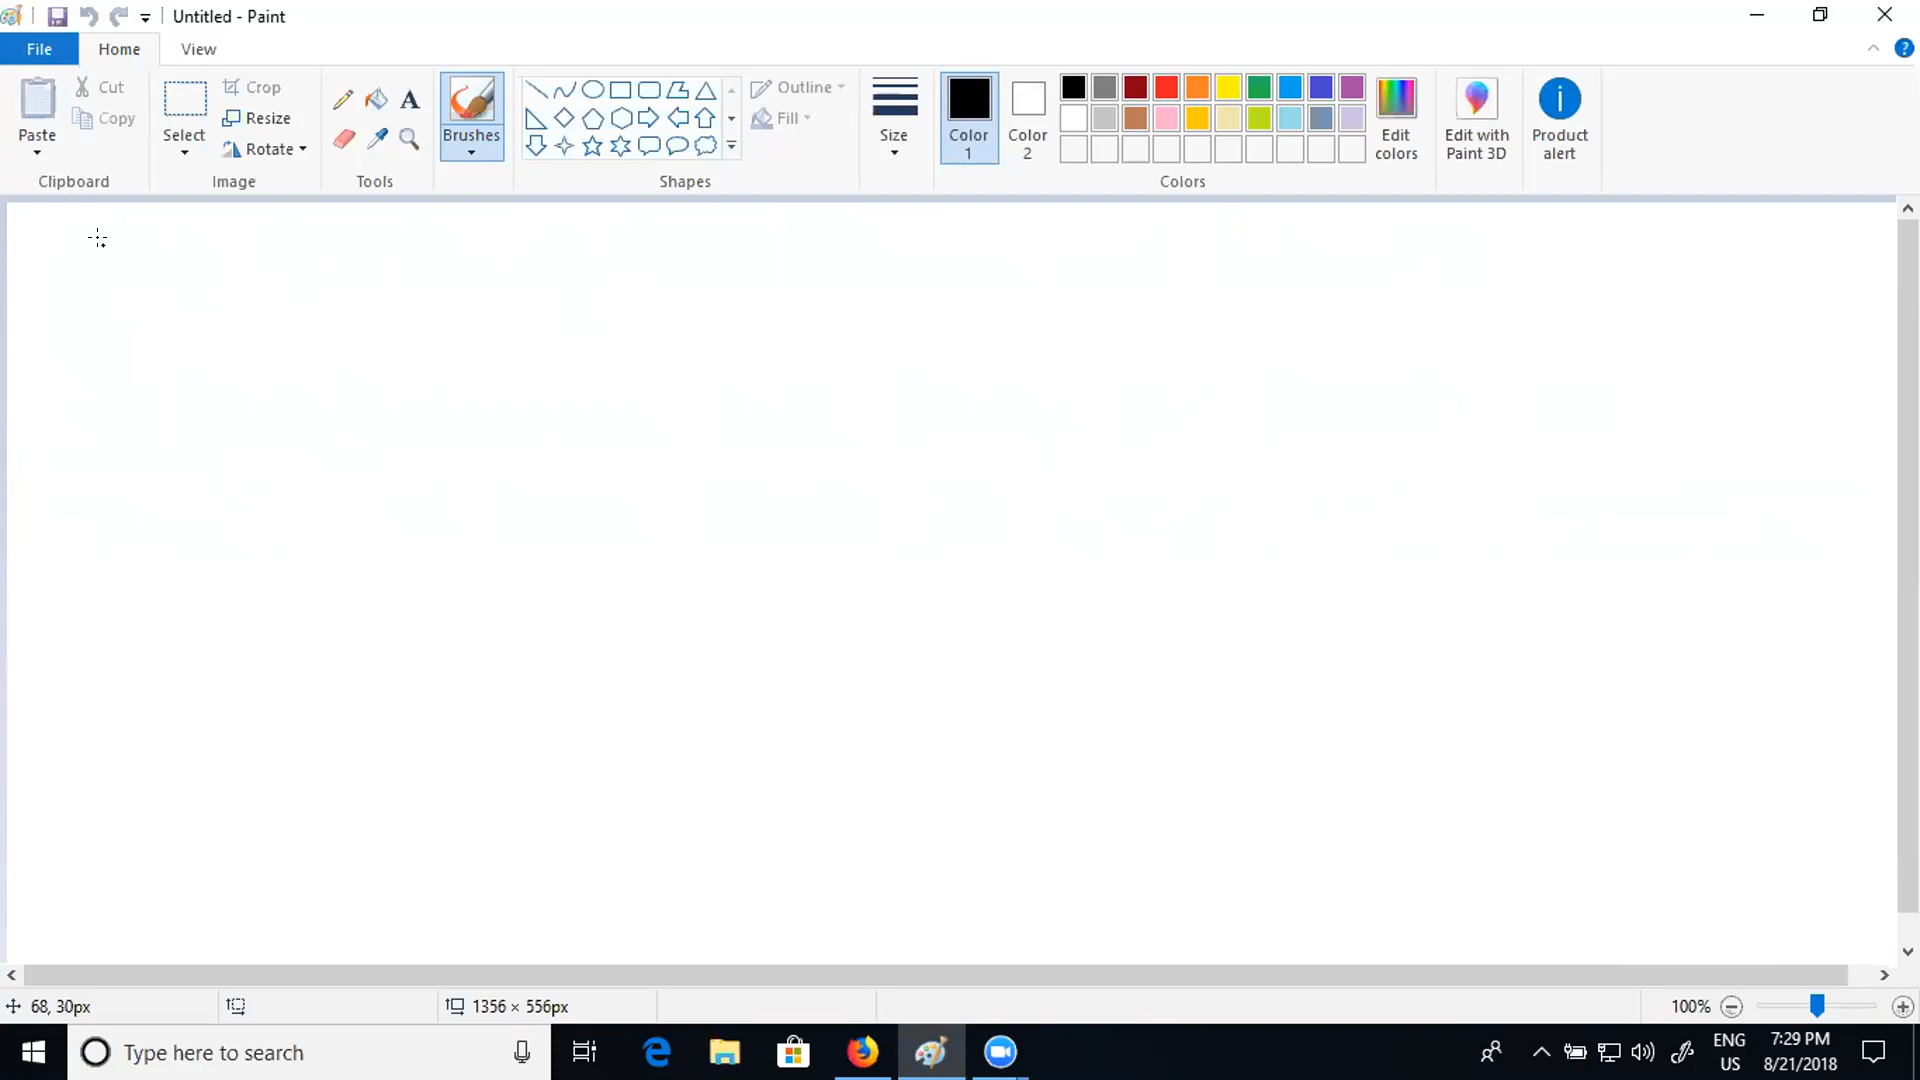 Untitled - Paint
File Home View
Paste Cut Copy Select Crop Resize Rotate A Brushes Outline Fill Size Color 1 Color 2 Edit colors Edit with Paint 3D Product alert
Clipboard Image Tools Shapes Colors
68, 30px 1356 × 556px 100%
Type here to search ENG US 7:29 PM 8/21/2018